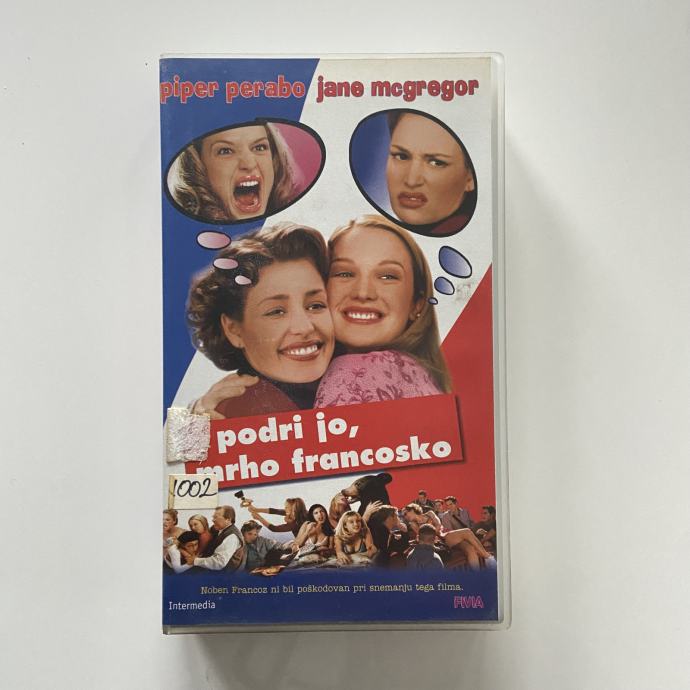 piper perabo jane mcgregor
podri jo,
mrho francosko
1002
Noben Francoz ni bil poškodovan pri snemanju tega filma.
Intermedia
FIVIA